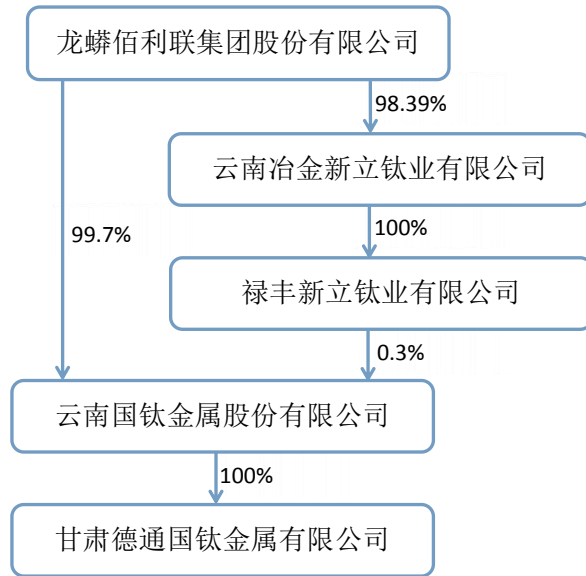 龙蟒佰利联集团股份有限公司
98.39%
云南冶金新立钛业有限公司
99.7%
100%
禄丰新立钛业有限公司
0.3%
云南国钛金属股份有限公司
100%
甘肃德通国钛金属有限公司